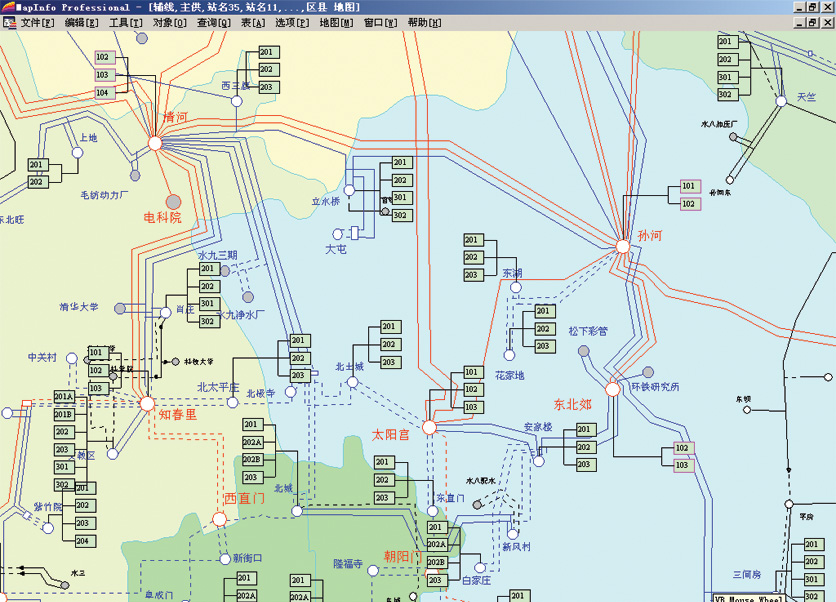 MapInfo Professional - [辅线,主供,站名35,站名11,...,区县 地图]
文件[F] 编辑[E] 工具[T] 对象[O] 查询[Q] 表[A] 选项[P] 地图[M] 窗口[W] 帮助[H]
102
103
104
清河
西三旗
201
202
203
201
202
301
302
天竺
水八加压厂
上地
201
202
毛纺动力厂
东北旺
电科院
立水桥
201
202
301
302
大屯
101
102
孙河
水九三期
201
202
301
302
肖庄
水九净水厂
清华大学
201
202
203
东湖
201
202
203
花家地
松下彩管
环铁研究所
中关村
101
102
103
科技大学
北太平庄
201
202
203
北极寺
201
202
203
北土城
101
102
103
太阳宫
东北郊
东坝
知春里
201A
201B
202
203
301
302
201
202
203
204
紫竹院
201
202A
202B
203
北城
201
202
203
安家楼
201
202
203
102
103
水八配水
东直门
西直门
201
202A
202B
203
朝阳门
新风村
平房
新街口
隆福寺
白家庄
三间房
201
202
301
302
水三
阜成门
201
202A
201
202A
东城
201
VB Mouse Wheel